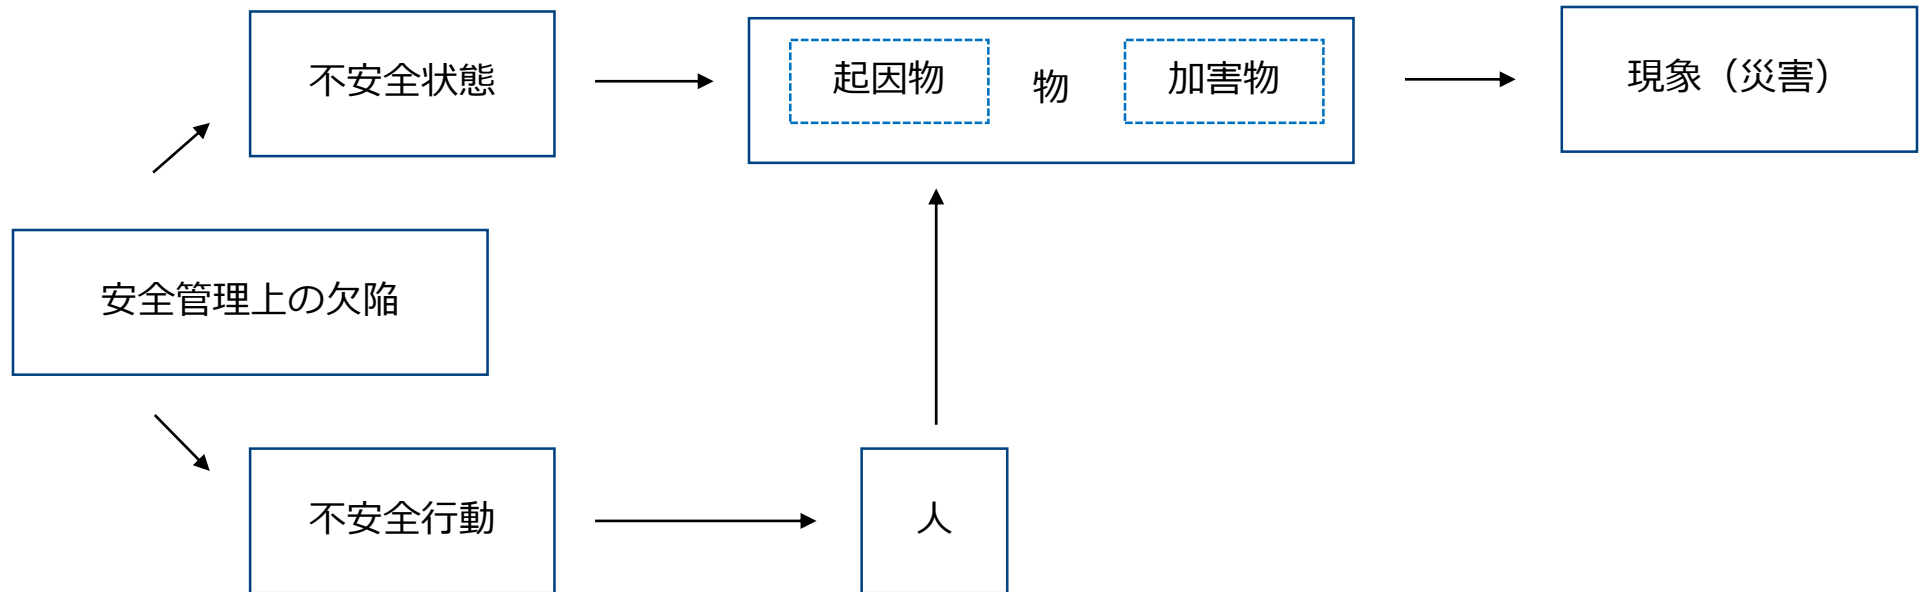 不安全状態
起因物
物
加害物
現象（災害）
安全管理上の欠陥
不安全行動
人